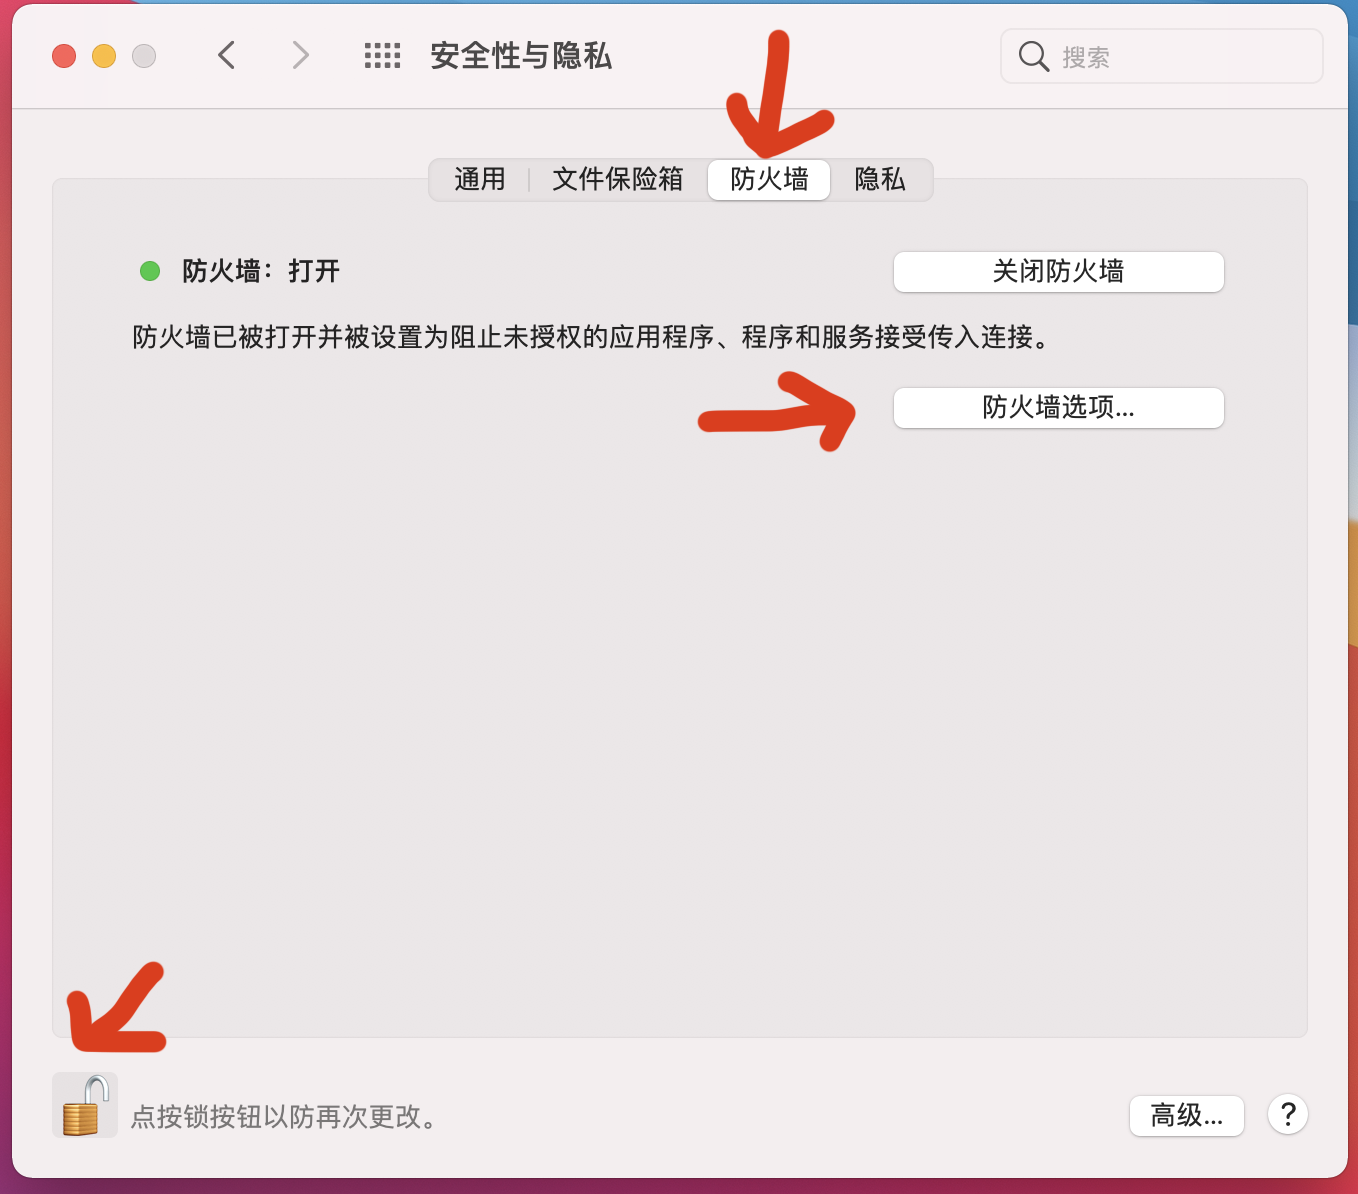 安全性与隐私
搜索
通用 文件保险箱 防火墙 隐私
防火墙：打开
关闭防火墙
防火墙已被打开并被设置为阻止未授权的应用程序、程序和服务接受传入连接。
防火墙选项...
点按锁按钮以防再次更改。
高级...
?